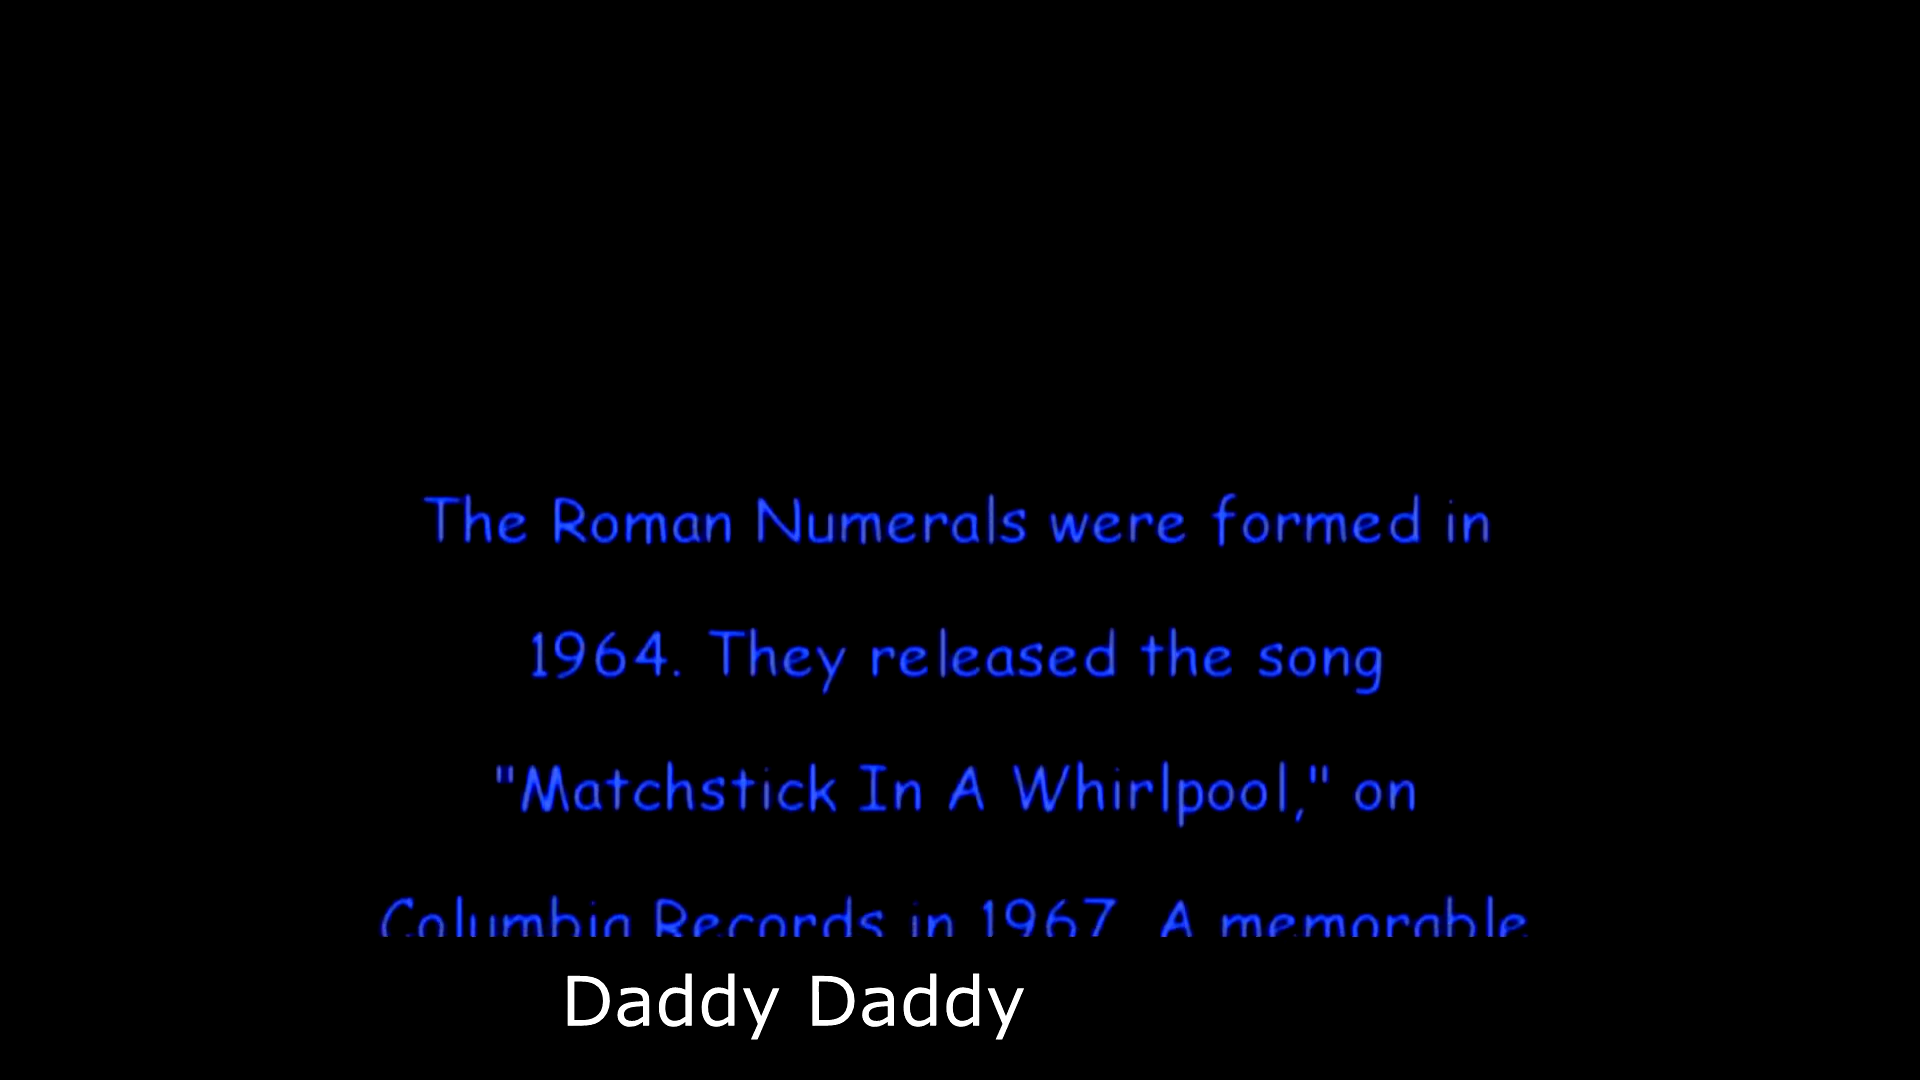 The Roman Numerals were formed in
1964. They released the song
"Matchstick In A Whirlpool," on
Columbia Records in 1967. A memorable
Daddy Daddy